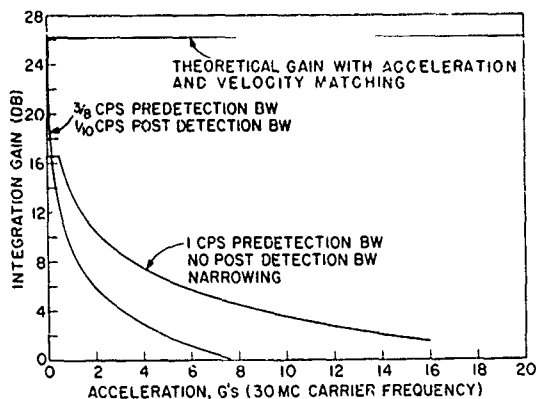 28
24
20
16
12
8
4
0
INTEGRATION GAIN (DB)
THEORETICAL GAIN WITH ACCELERATION
AND VELOCITY MATCHING
3/8 CPS PREDETECTION BW
1/10 CPS POST DETECTION BW
1 CPS PREDETECTION BW
NO POST DETECTION BW
NARROWING
0 2 4 6 8 10 12 14 16 18 20
ACCELERATION, G's (30 MC CARRIER FREQUENCY)